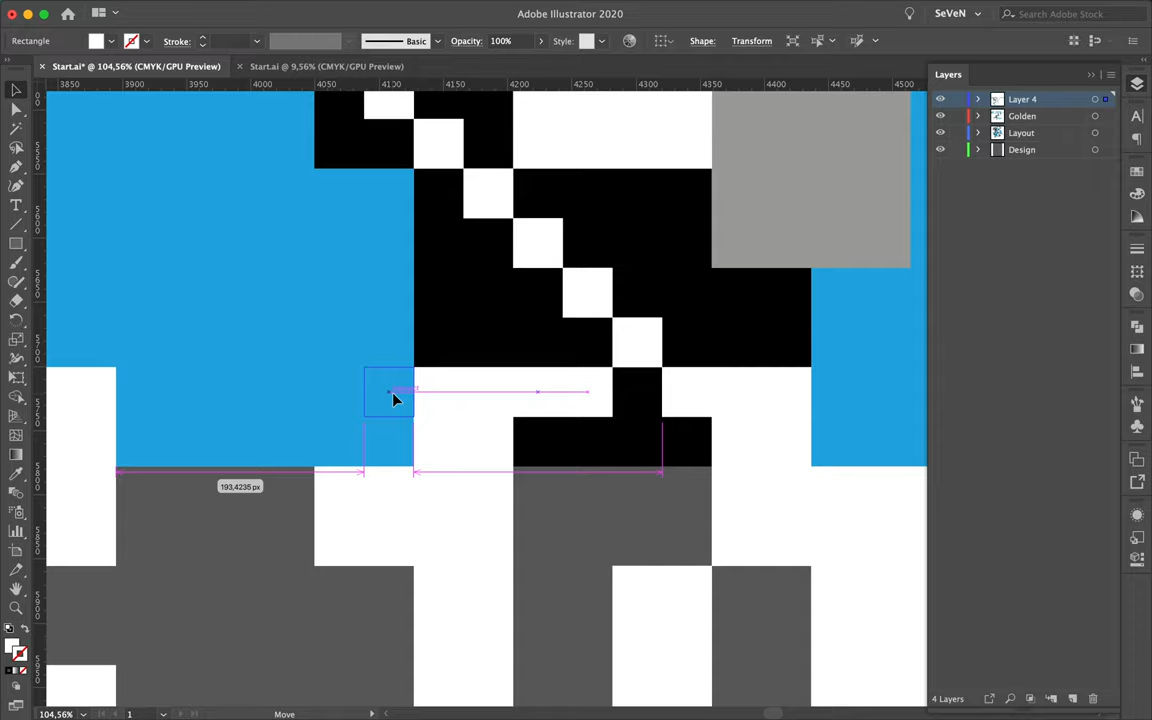 Adobe Illustrator 2020
SeVeN
Search Adobe Stock
Rectangle
Stroke:
Basic
Opacity: 100%
Style:
Shape:
Transform
Start.ai* @ 104,56% (CMYK/GPU Preview)
Start.ai @ 9,56% (CMYK/GPU Preview)
Layers
3850 3900 3950 4000 4050 4100 4150 4200 4250 4300 4350 4400 4450 4500
Layer 4
Golden
Layout
Design
193,4235 px
4 Layers
104,56%
1
Move